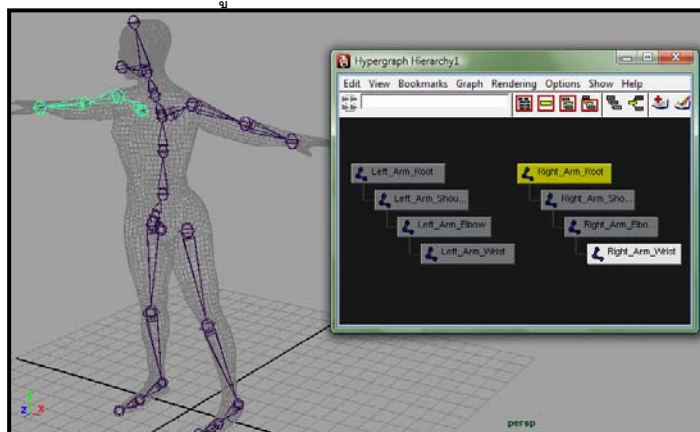 ขู
Hypergraph Hierarchy1
Edit View Bookmarks Graph Rendering Options Show Help
Left_Arm_Root
Right_Arm_Root
Left_Arm_Shou...
Right_Arm_Sho...
Left_Arm_Elbow
Right_Arm_Elbo...
Left_Arm_Wrist
Right_Arm_Wrist
y
z x
persp